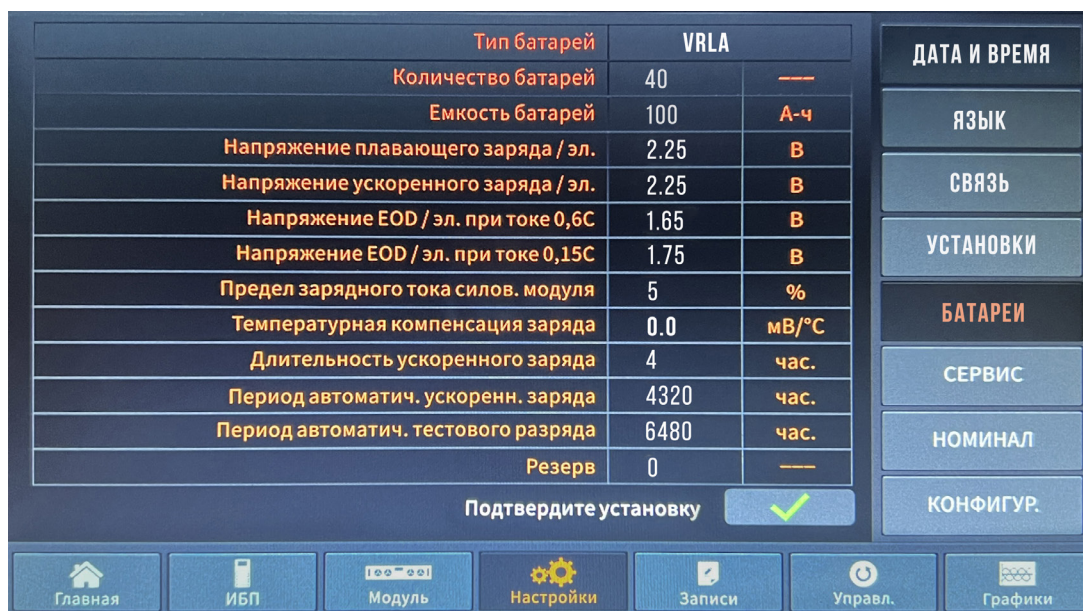 Тип батарей VRLA
Количество батарей 40 ---
Емкость батарей 100 А-ч
Напряжение плавающего заряда / эл. 2.25 В
Напряжение ускоренного заряда / эл. 2.25 В
Напряжение EOD / эл. при токе 0,6С 1.65 В
Напряжение EOD / эл. при токе 0,15С 1.75 В
Предел зарядного тока силов. модуля 5 %
Температурная компенсация заряда 0.0 мВ/°С
Длительность ускоренного заряда 4 час.
Период автоматич. ускоренн. заряда 4320 час.
Период автоматич. тестового разряда 6480 час.
Резерв 0 ---
Подтвердите установку
ДАТА И ВРЕМЯ
ЯЗЫК
СВЯЗЬ
УСТАНОВКИ
БАТАРЕИ
СЕРВИС
НОМИНАЛ
КОНФИГУР.
Главная ИБП Модуль Настройки Записи Управл. Графики